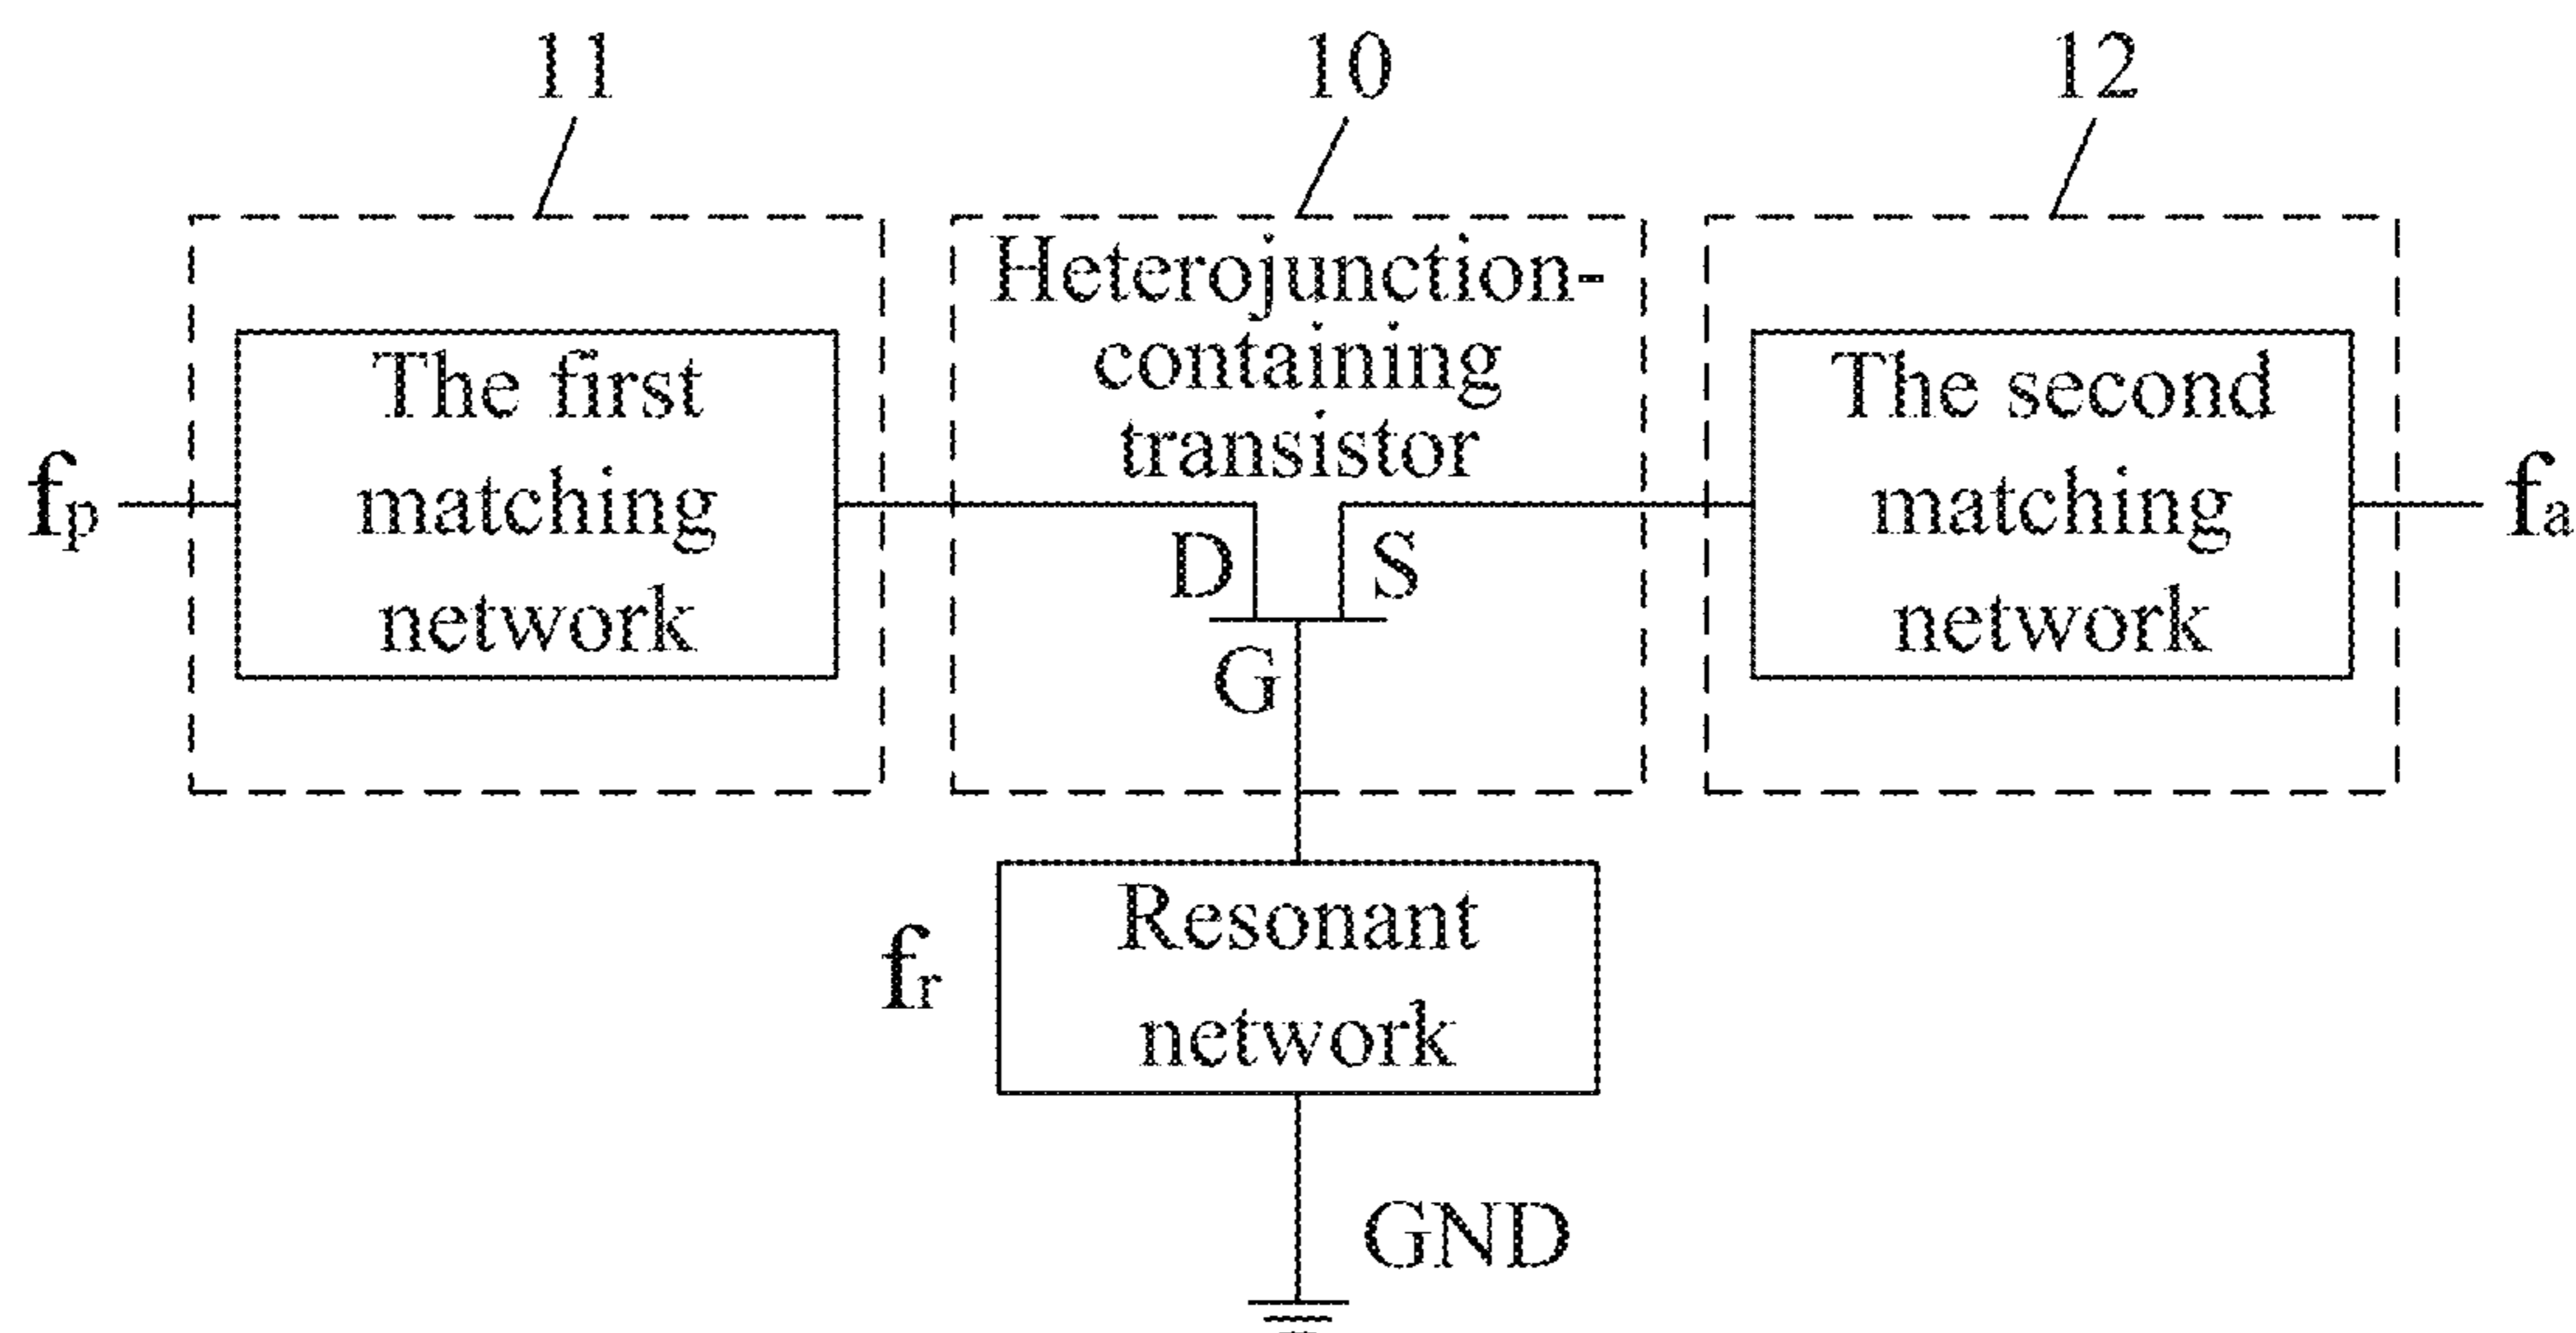 11
10
12
Heterojunction-
containing
transistor
The first
matching
network
The second
matching
network
fp
fa
D
S
G
Resonant
network
fr
GND